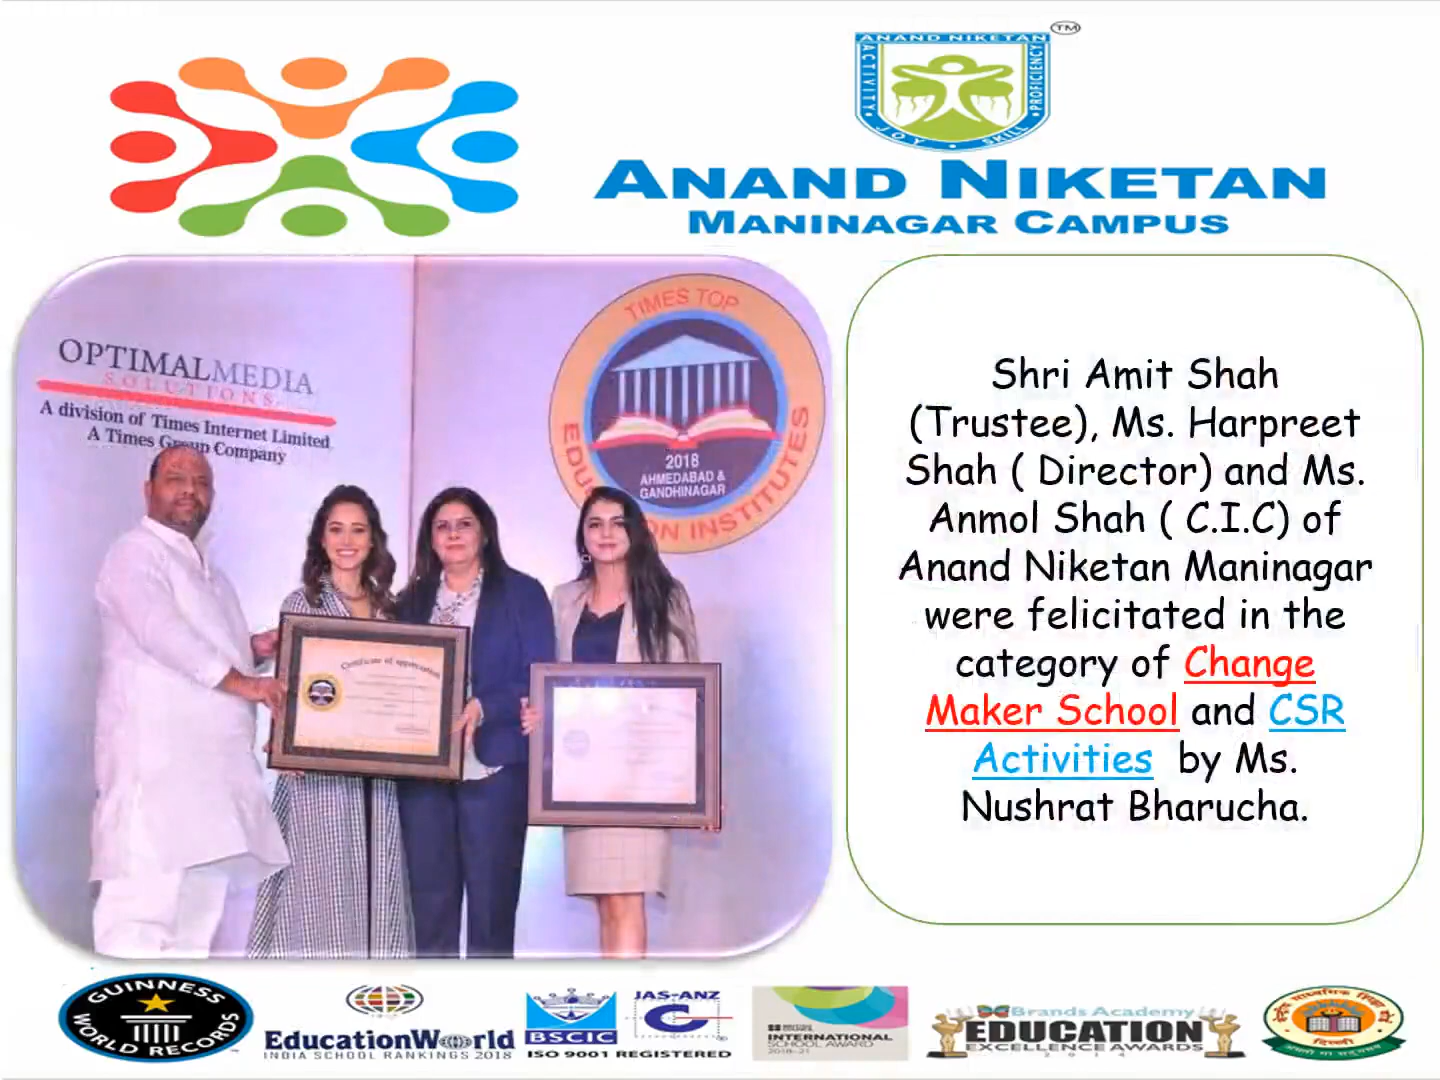 TM
ANAND NIKETAN
ACTIVITY
PROFICIENCY
JOY
SKILL
ANAND NIKETAN
MANINAGAR CAMPUS
OPTIMALMEDIA
SOLUTIONS
A division of Times Internet Limited
A Times Group Company
TIMES TOP
EDUCATION INSTITUTES
2018
AHMEDABAD &
GANDHINAGAR
Certificate of appreciation
Shri Amit Shah
(Trustee), Ms. Harpreet
Shah ( Director) and Ms.
Anmol Shah ( C.I.C) of
Anand Niketan Maninagar
were felicitated in the
category of Change
Maker School and CSR
Activities by Ms.
Nushrat Bharucha.
GUINNESS
WORLD RECORDS
EducationWorld
INDIA SCHOOL RANKINGS 2018
BSCIC
JAS-ANZ
ISO 9001 REGISTERED
INTERNATIONAL
SCHOOL AWARD
2018-21
Brands Academy
EDUCATION
EXCELLENCE AWARDS
2014